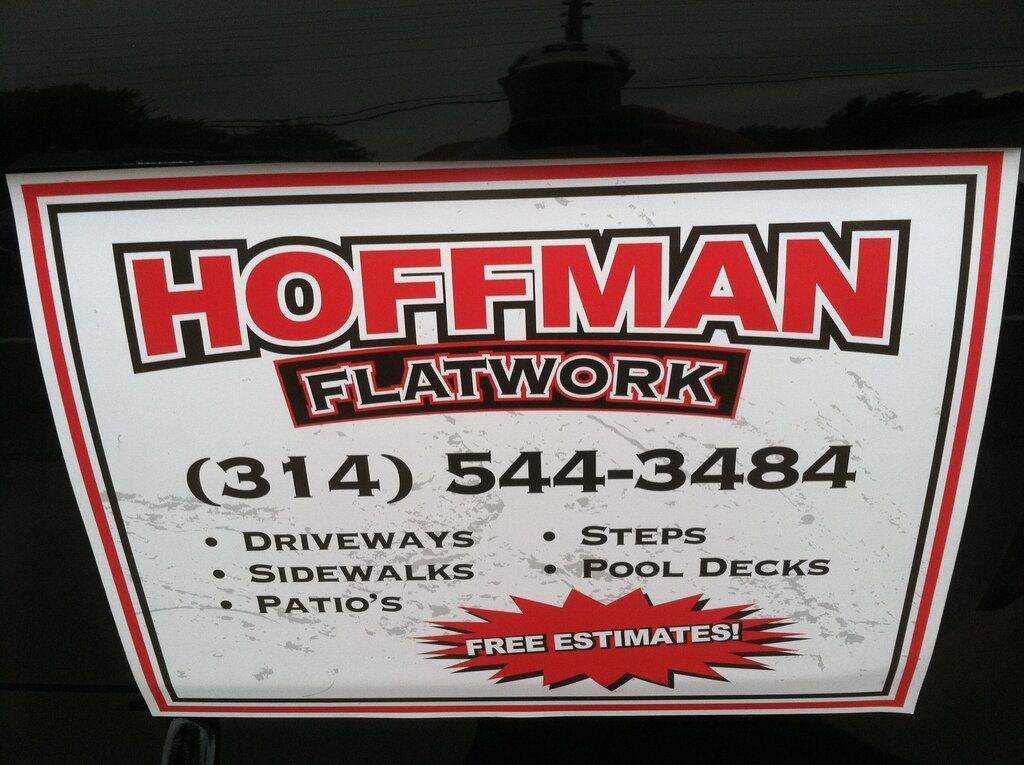 HOFFMAN
FLATWORK
(314) 544-3484
• DRIVEWAYS
• SIDEWALKS
• PATIO'S
• STEPS
• POOL DECKS
FREE ESTIMATES!